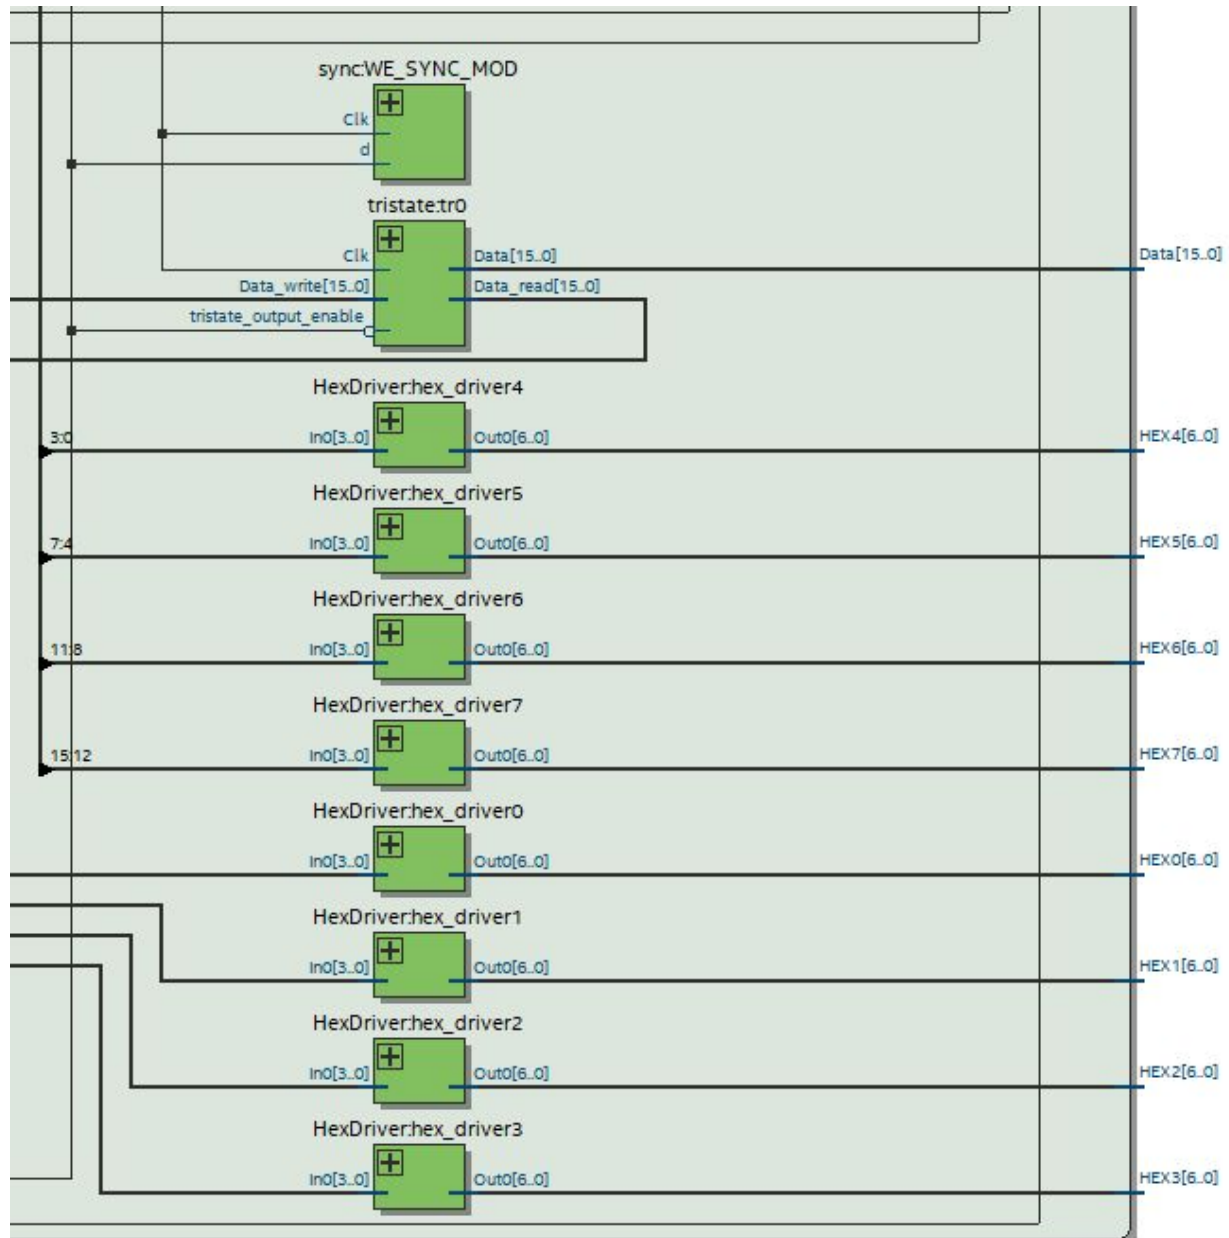 sync:WE_SYNC_MOD
Clk
d
tristate:tr0
Clk
Data[15..0]
Data[15..0]
Data_write[15..0]
Data_read[15..0]
tristate_output_enable
HexDriver:hex_driver4
3:0
In0[3..0]
Out0[6..0]
HEX4[6..0]
HexDriver:hex_driver5
7:4
In0[3..0]
Out0[6..0]
HEX5[6..0]
HexDriver:hex_driver6
11:8
In0[3..0]
Out0[6..0]
HEX6[6..0]
HexDriver:hex_driver7
15:12
In0[3..0]
Out0[6..0]
HEX7[6..0]
HexDriver:hex_driver0
In0[3..0]
Out0[6..0]
HEX0[6..0]
HexDriver:hex_driver1
In0[3..0]
Out0[6..0]
HEX1[6..0]
HexDriver:hex_driver2
In0[3..0]
Out0[6..0]
HEX2[6..0]
HexDriver:hex_driver3
In0[3..0]
Out0[6..0]
HEX3[6..0]